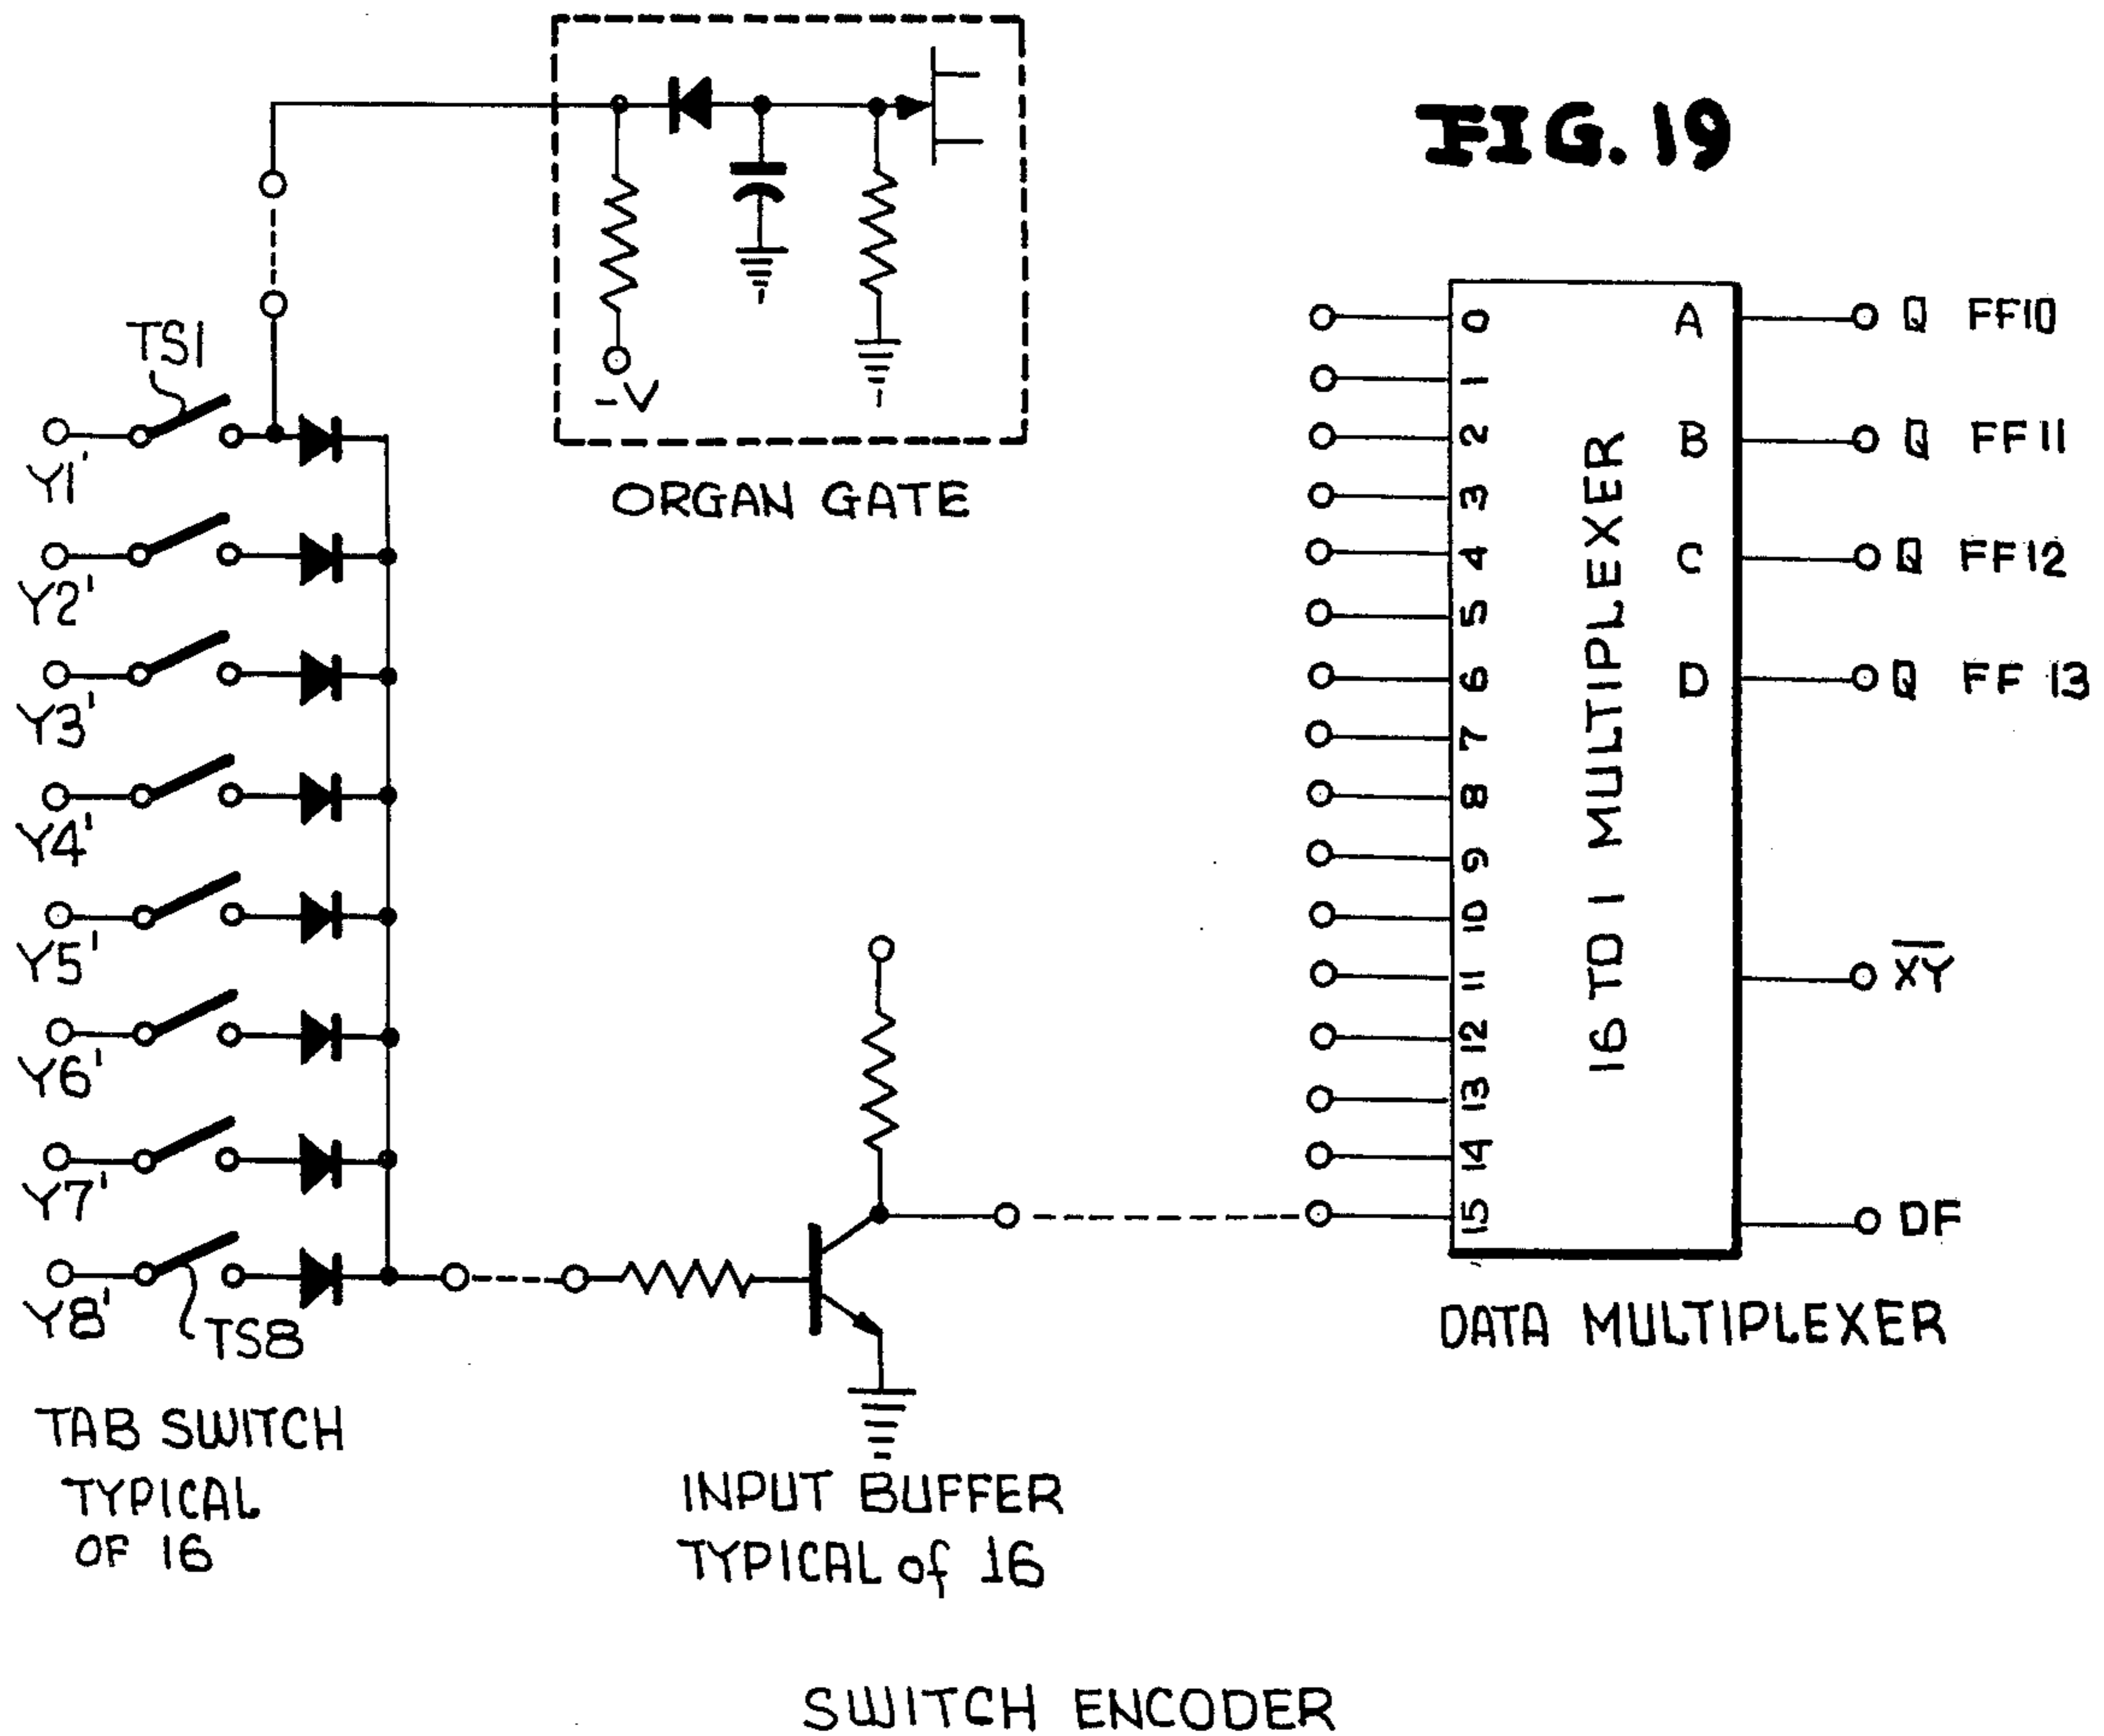 FIG. 19
TS1
Y1'
Y2'
Y3'
Y4'
Y5'
Y6'
Y7'
Y8'
TS8
TAB SWITCH
TYPICAL
OF 16
-V
ORGAN GATE
INPUT BUFFER
TYPICAL of 16
0
1
2
3
4
5
6
7
8
9
10
11
12
13
14
15
16 TO 1 MULTIPLEXER
A
B
C
D
Q FF10
Q FF11
Q FF12
Q FF 13
X̅Y̅
DF
DATA MULTIPLEXER
SWITCH ENCODER